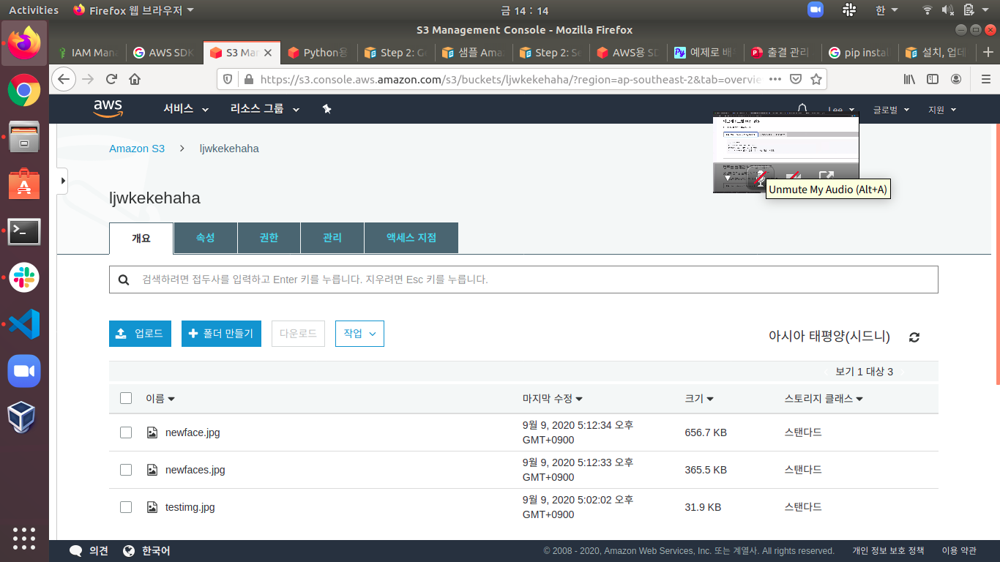 Activities Firefox 웹 브라우저 금 14 : 14 한
S3 Management Console - Mozilla Firefox
IAM Mana AWS SDK S3 Man Python용 Step 2: Ge 샘플 Amaz Step 2: Se AWS용 SD 예제로 배우 출결 관리 pip instal 설치, 업데
https://s3.console.aws.amazon.com/s3/buckets/ljwkekehaha/?region=ap-southeast-2&tab=overvie
aws 서비스 리소스 그룹 Lee 글로벌 지원
Amazon S3 ljwkekehaha
Unmute My Audio (Alt+A)
ljwkekehaha
개요 속성 권한 관리 액세스 지점
검색하려면 접두사를 입력하고 Enter 키를 누릅니다. 지우려면 Esc 키를 누릅니다.
업로드 폴더 만들기 다운로드 작업 아시아 태평양(시드니)
보기 1 대상 3
이름 마지막 수정 크기 스토리지 클래스
newface.jpg 9월 9, 2020 5:12:34 오후 GMT+0900 656.7 KB 스탠다드
newfaces.jpg 9월 9, 2020 5:12:33 오후 GMT+0900 365.5 KB 스탠다드
testimg.jpg 9월 9, 2020 5:02:02 오후 GMT+0900 31.9 KB 스탠다드
의견 한국어 © 2008 - 2020, Amazon Web Services, Inc. 또는 계열사. All rights reserved. 개인 정보 보호 정책 이용 약관